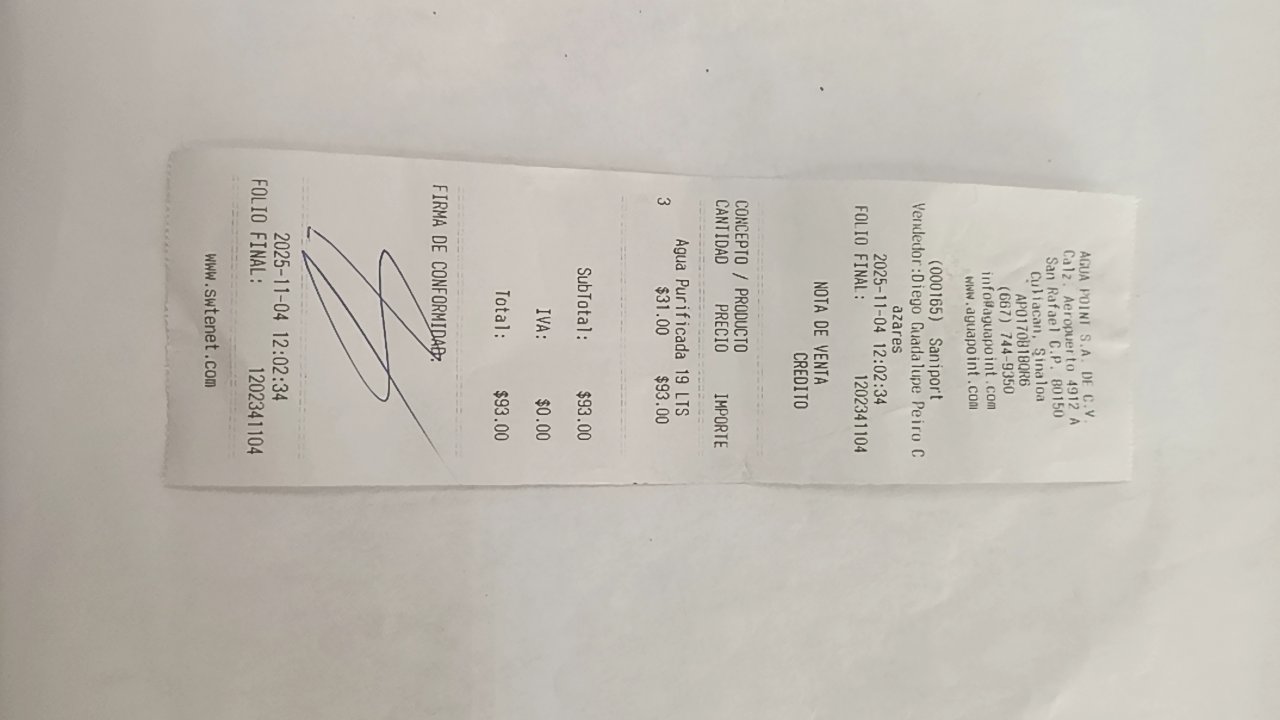 AGUA POINT S.A. DE C.V.
Calz. Aeropuerto 4912 A
San Rafael C.P. 80150
Culiacan, Sinaloa
APO170818QR6
(667) 744-9350
info@aguapoint.com
www.aguapoint.com
(000165) Saniport
Vendedor:Diego Guadalupe Peiro C
azares
2025-11-04 12:02:34
FOLIO FINAL: 1202341104
NOTA DE VENTA
CREDITO
CONCEPTO / PRODUCTO
CANTIDAD PRECIO IMPORTE
Agua Purificada 19 LTS
3 $31.00 $93.00
SubTotal: $93.00
IVA: $0.00
Total: $93.00
FIRMA DE CONFORMIDAD:
2025-11-04 12:02:34
FOLIO FINAL: 1202341104
www.swtenet.com